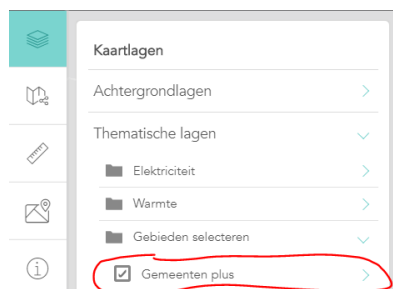 Kaartlagen
Achtergrondlagen
Thematische lagen
Elektriciteit
Warmte
Gebieden selecteren
Gemeenten plus